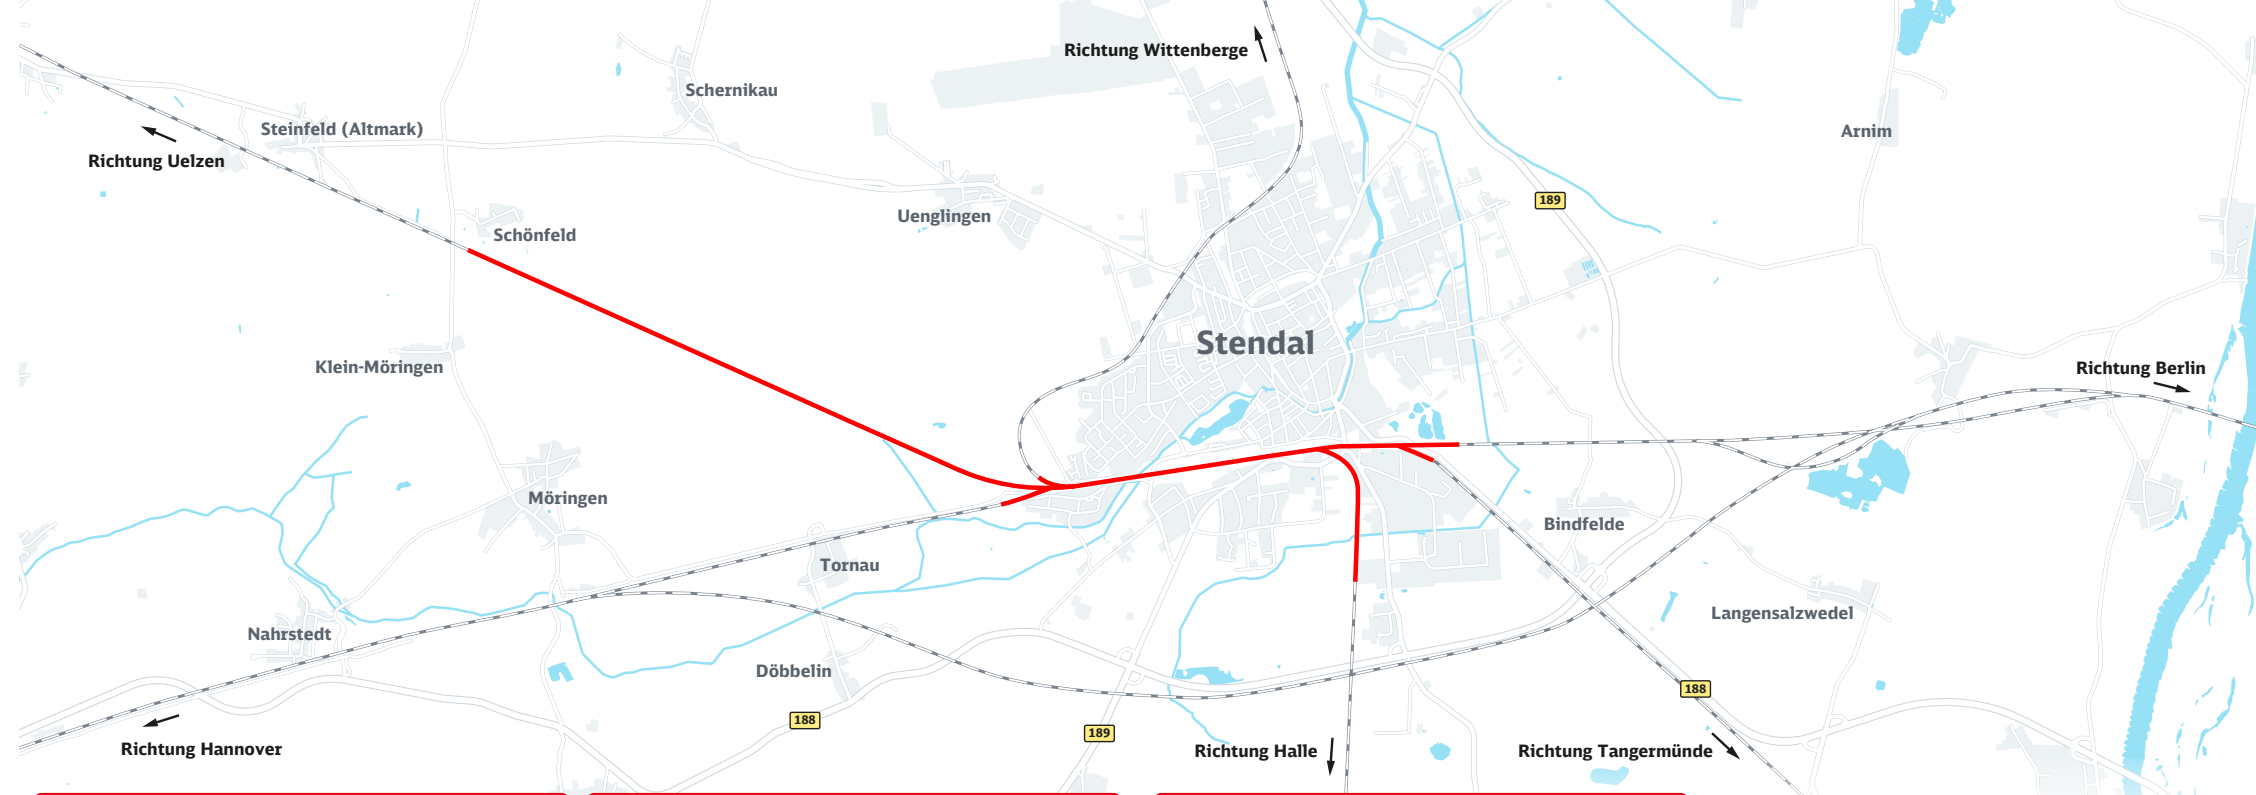 Richtung Wittenberge
Schernikau
Steinfeld (Altmark)
Arnim
Richtung Uelzen
189
Uenglingen
Schönfeld
Stendal
Klein-Möringen
Richtung Berlin
Möringen
Bindfelde
Tornau
Langensalzwedel
Nahrstedt
Döbbelin
188
188
189
Richtung Hannover
Richtung Halle
Richtung Tangermünde